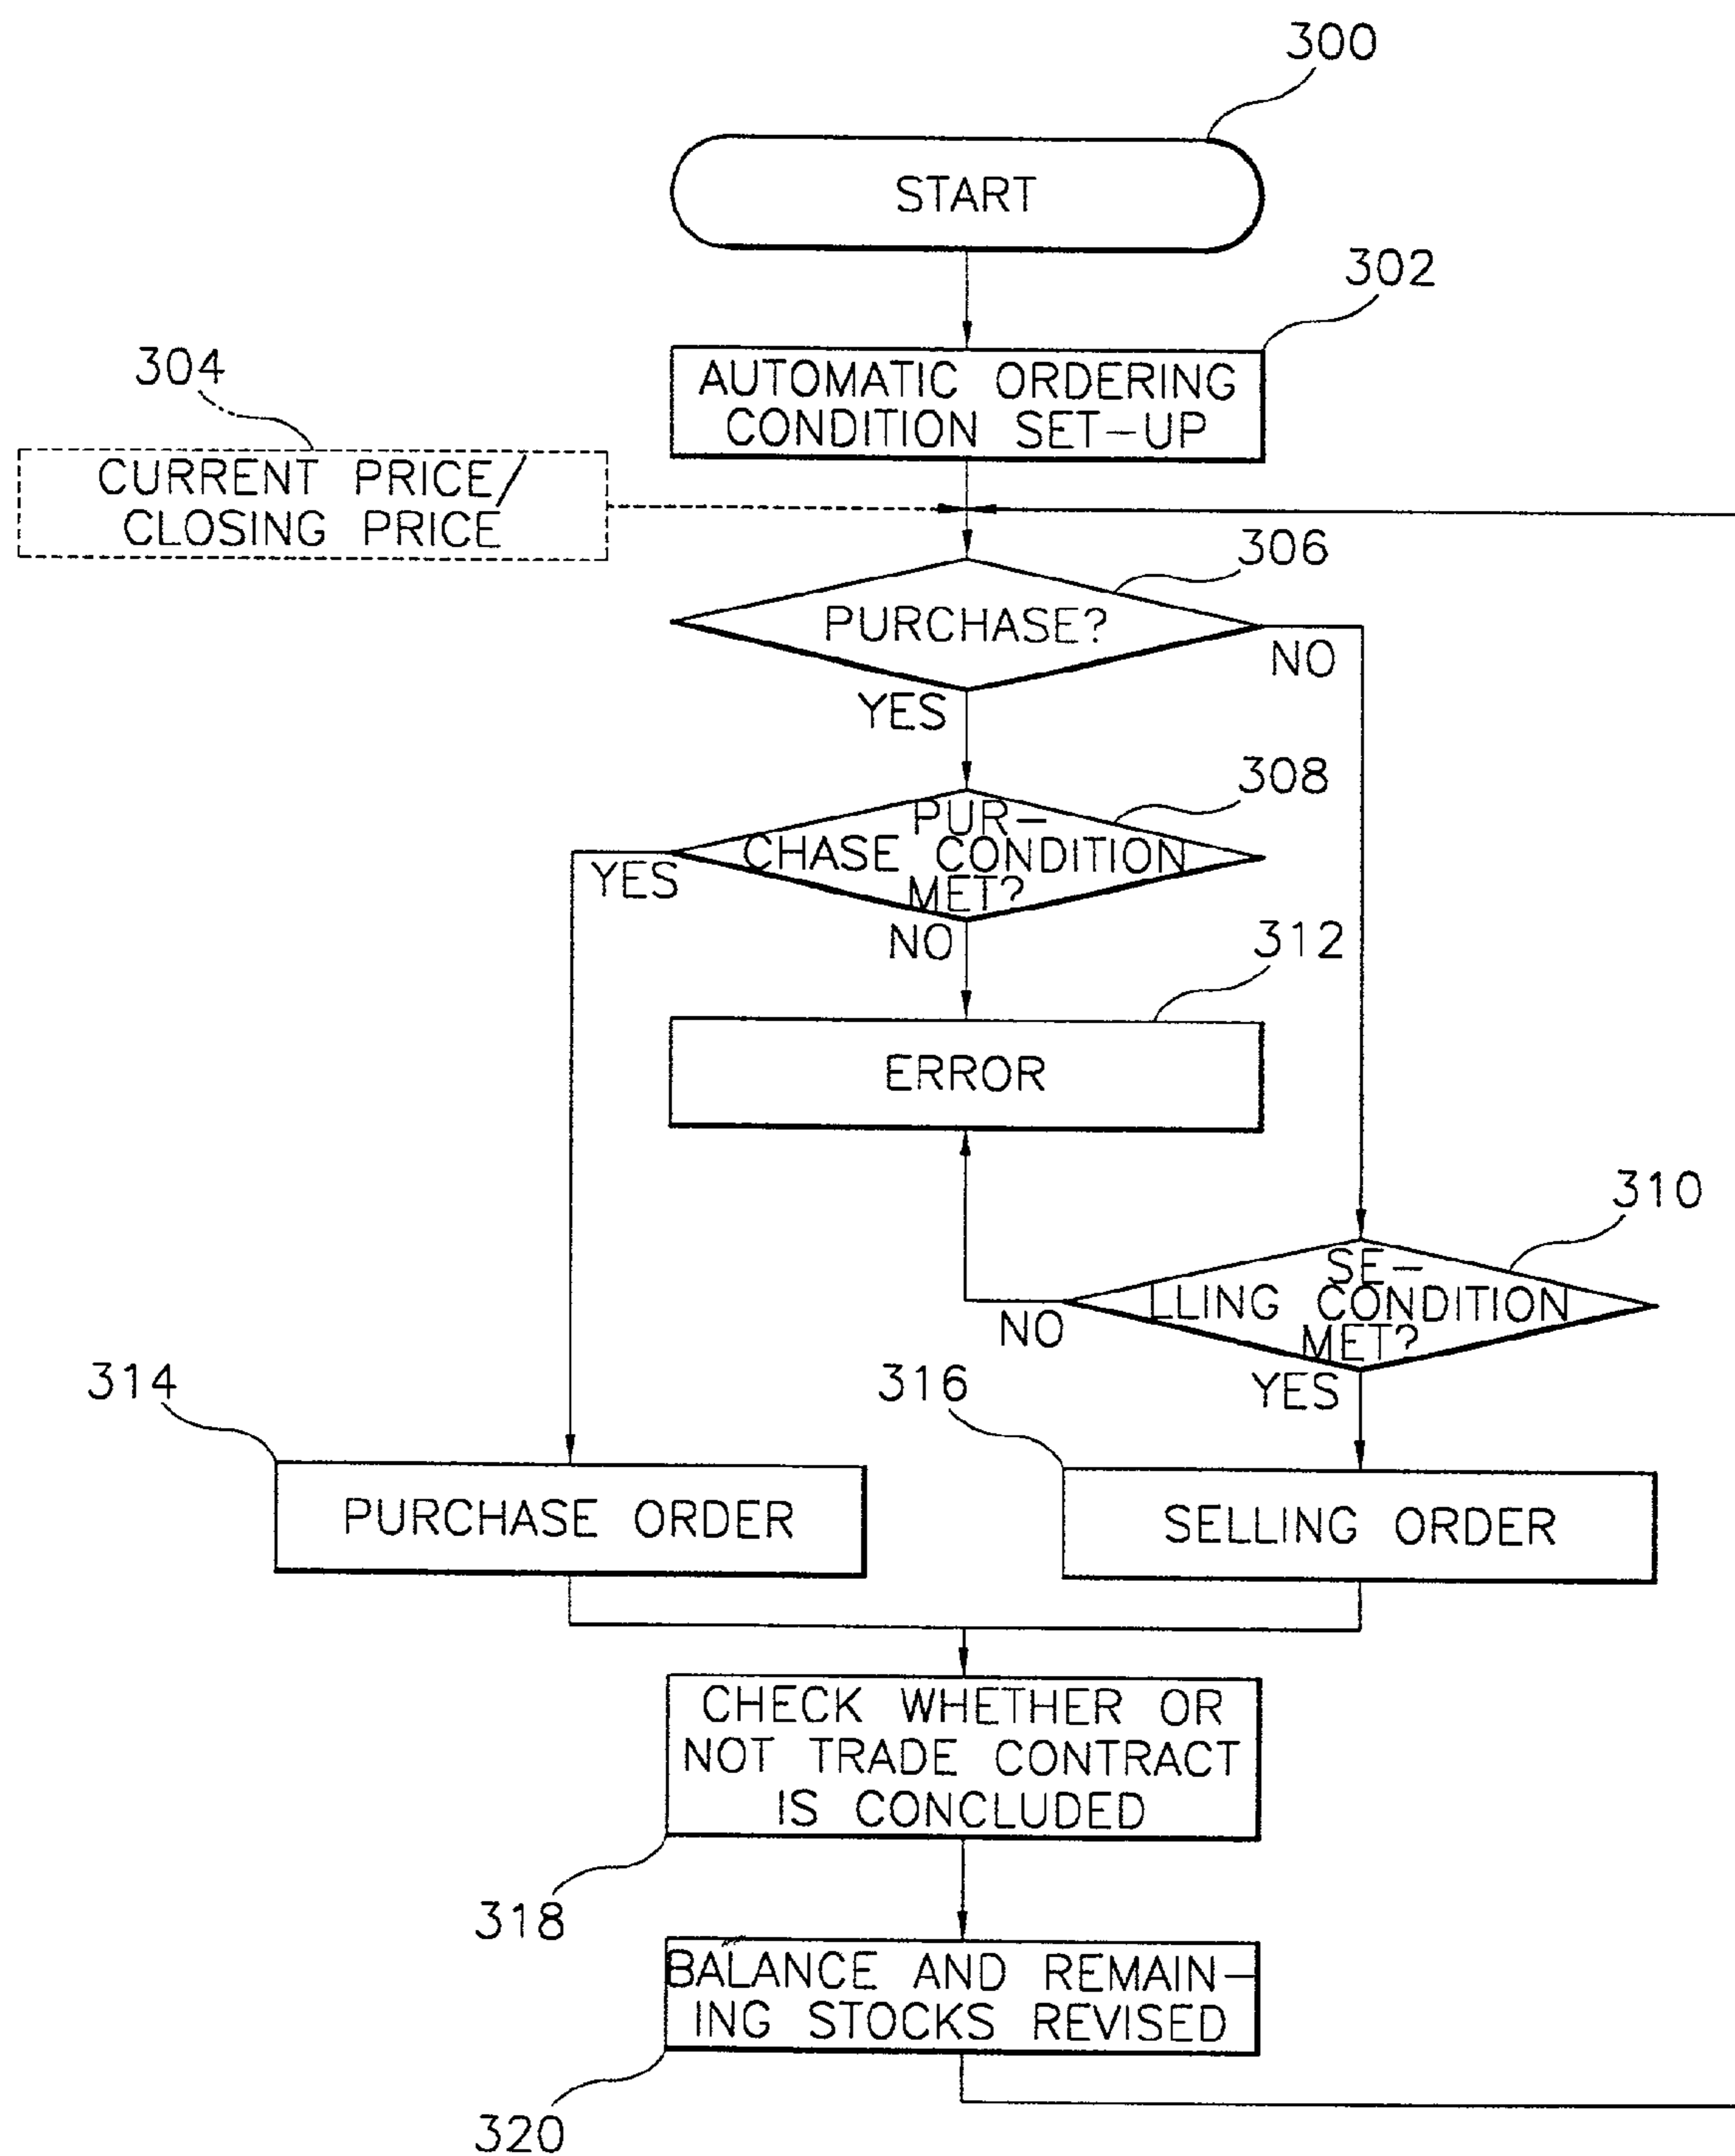 300
START
302
AUTOMATIC ORDERING
CONDITION SET-UP
304
CURRENT PRICE/
CLOSING PRICE
306
PURCHASE?
NO
YES
308
PUR-
CHASE CONDITION
MET?
YES
NO
312
ERROR
310
SE-
LLING CONDITION
MET?
NO
YES
314
PURCHASE ORDER
316
SELLING ORDER
CHECK WHETHER OR
NOT TRADE CONTRACT
IS CONCLUDED
318
BALANCE AND REMAIN-
ING STOCKS REVISED
320